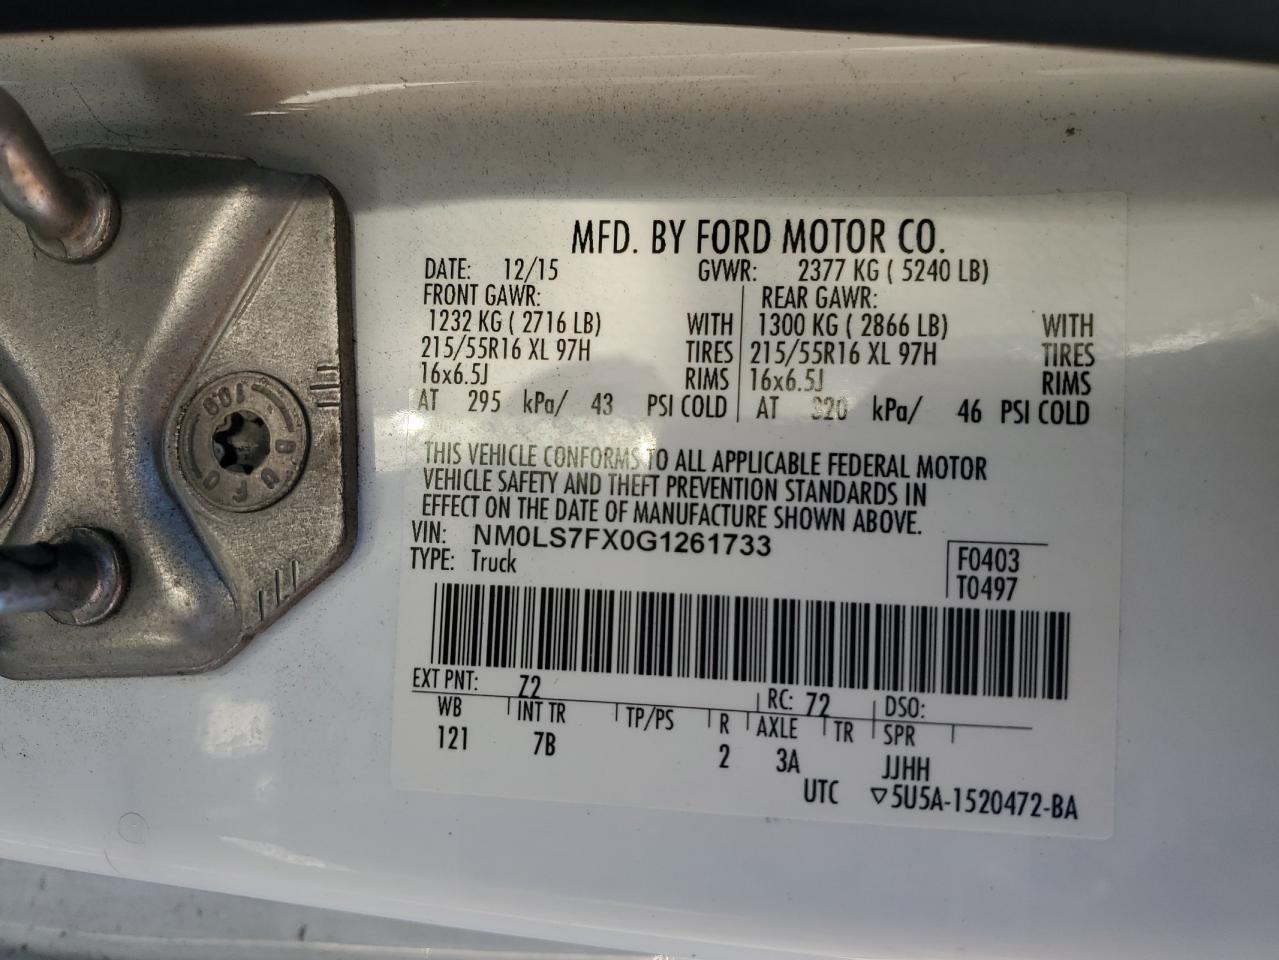 MFD. BY FORD MOTOR CO.
DATE: 12/15 GVWR: 2377 KG ( 5240 LB)
FRONT GAWR: REAR GAWR:
1232 KG ( 2716 LB) WITH 1300 KG ( 2866 LB) WITH
215/55R16 XL 97H TIRES 215/55R16 XL 97H TIRES
16x6.5J RIMS 16x6.5J RIMS
AT 295 kPa/ 43 PSI COLD AT 320 kPa/ 46 PSI COLD
THIS VEHICLE CONFORMS TO ALL APPLICABLE FEDERAL MOTOR
VEHICLE SAFETY AND THEFT PREVENTION STANDARDS IN
EFFECT ON THE DATE OF MANUFACTURE SHOWN ABOVE.
VIN: NM0LS7FX0G1261733
TYPE: Truck
F0403
T0497
EXT PNT: Z2 RC: 72 DSO:
WB INT TR TP/PS R AXLE TR SPR
121 7B 2 3A JJHH
UTC ▽5U5A-1520472-BA
10.9